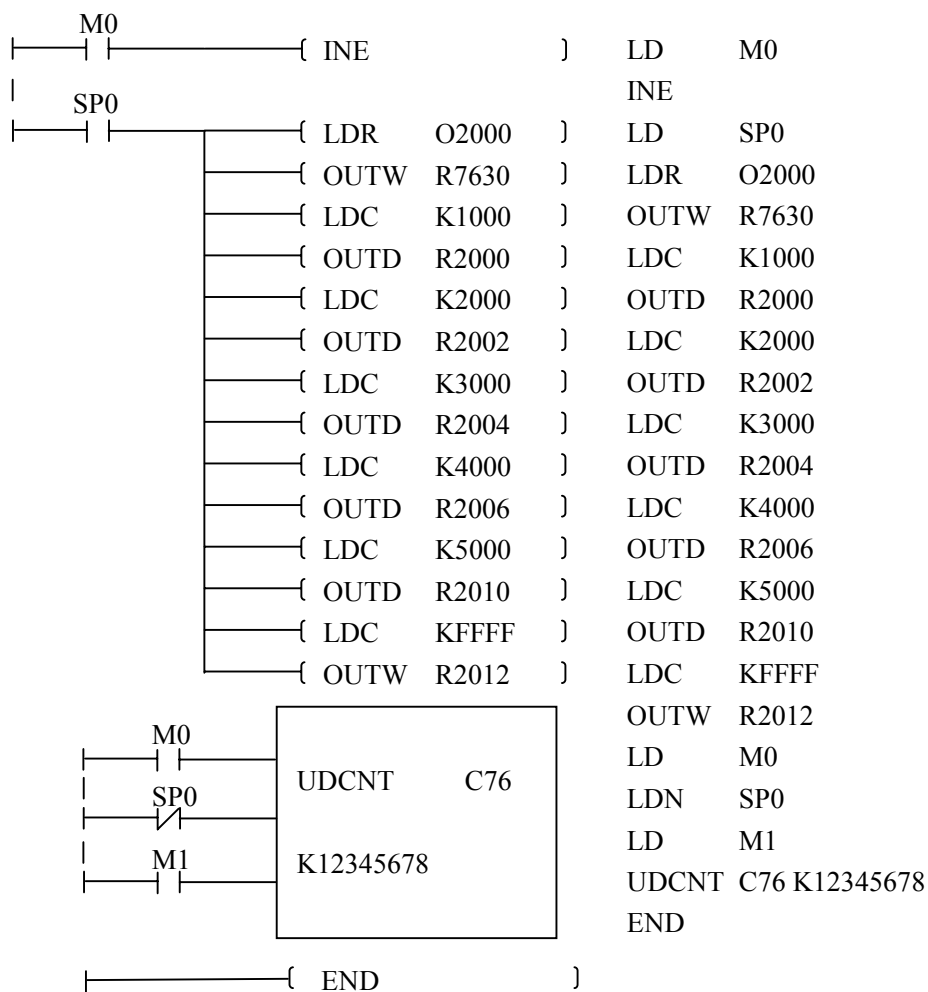 M0
INE LD M0
INE
SP0
LDR O2000 LD SP0
OUTW R7630 LDR O2000
LDC K1000 OUTW R7630
OUTD R2000 LDC K1000
LDC K2000 OUTD R2000
OUTD R2002 LDC K2000
LDC K3000 OUTD R2002
OUTD R2004 LDC K3000
LDC K4000 OUTD R2004
OUTD R2006 LDC K4000
LDC K5000 OUTD R2006
OUTD R2010 LDC K5000
LDC KFFFF OUTD R2010
OUTW R2012 LDC KFFFF
OUTW R2012
M0
LD M0
UDCNT C76
SP0
LDN SP0
LD M1
M1
K12345678
UDCNT C76 K12345678
END
END